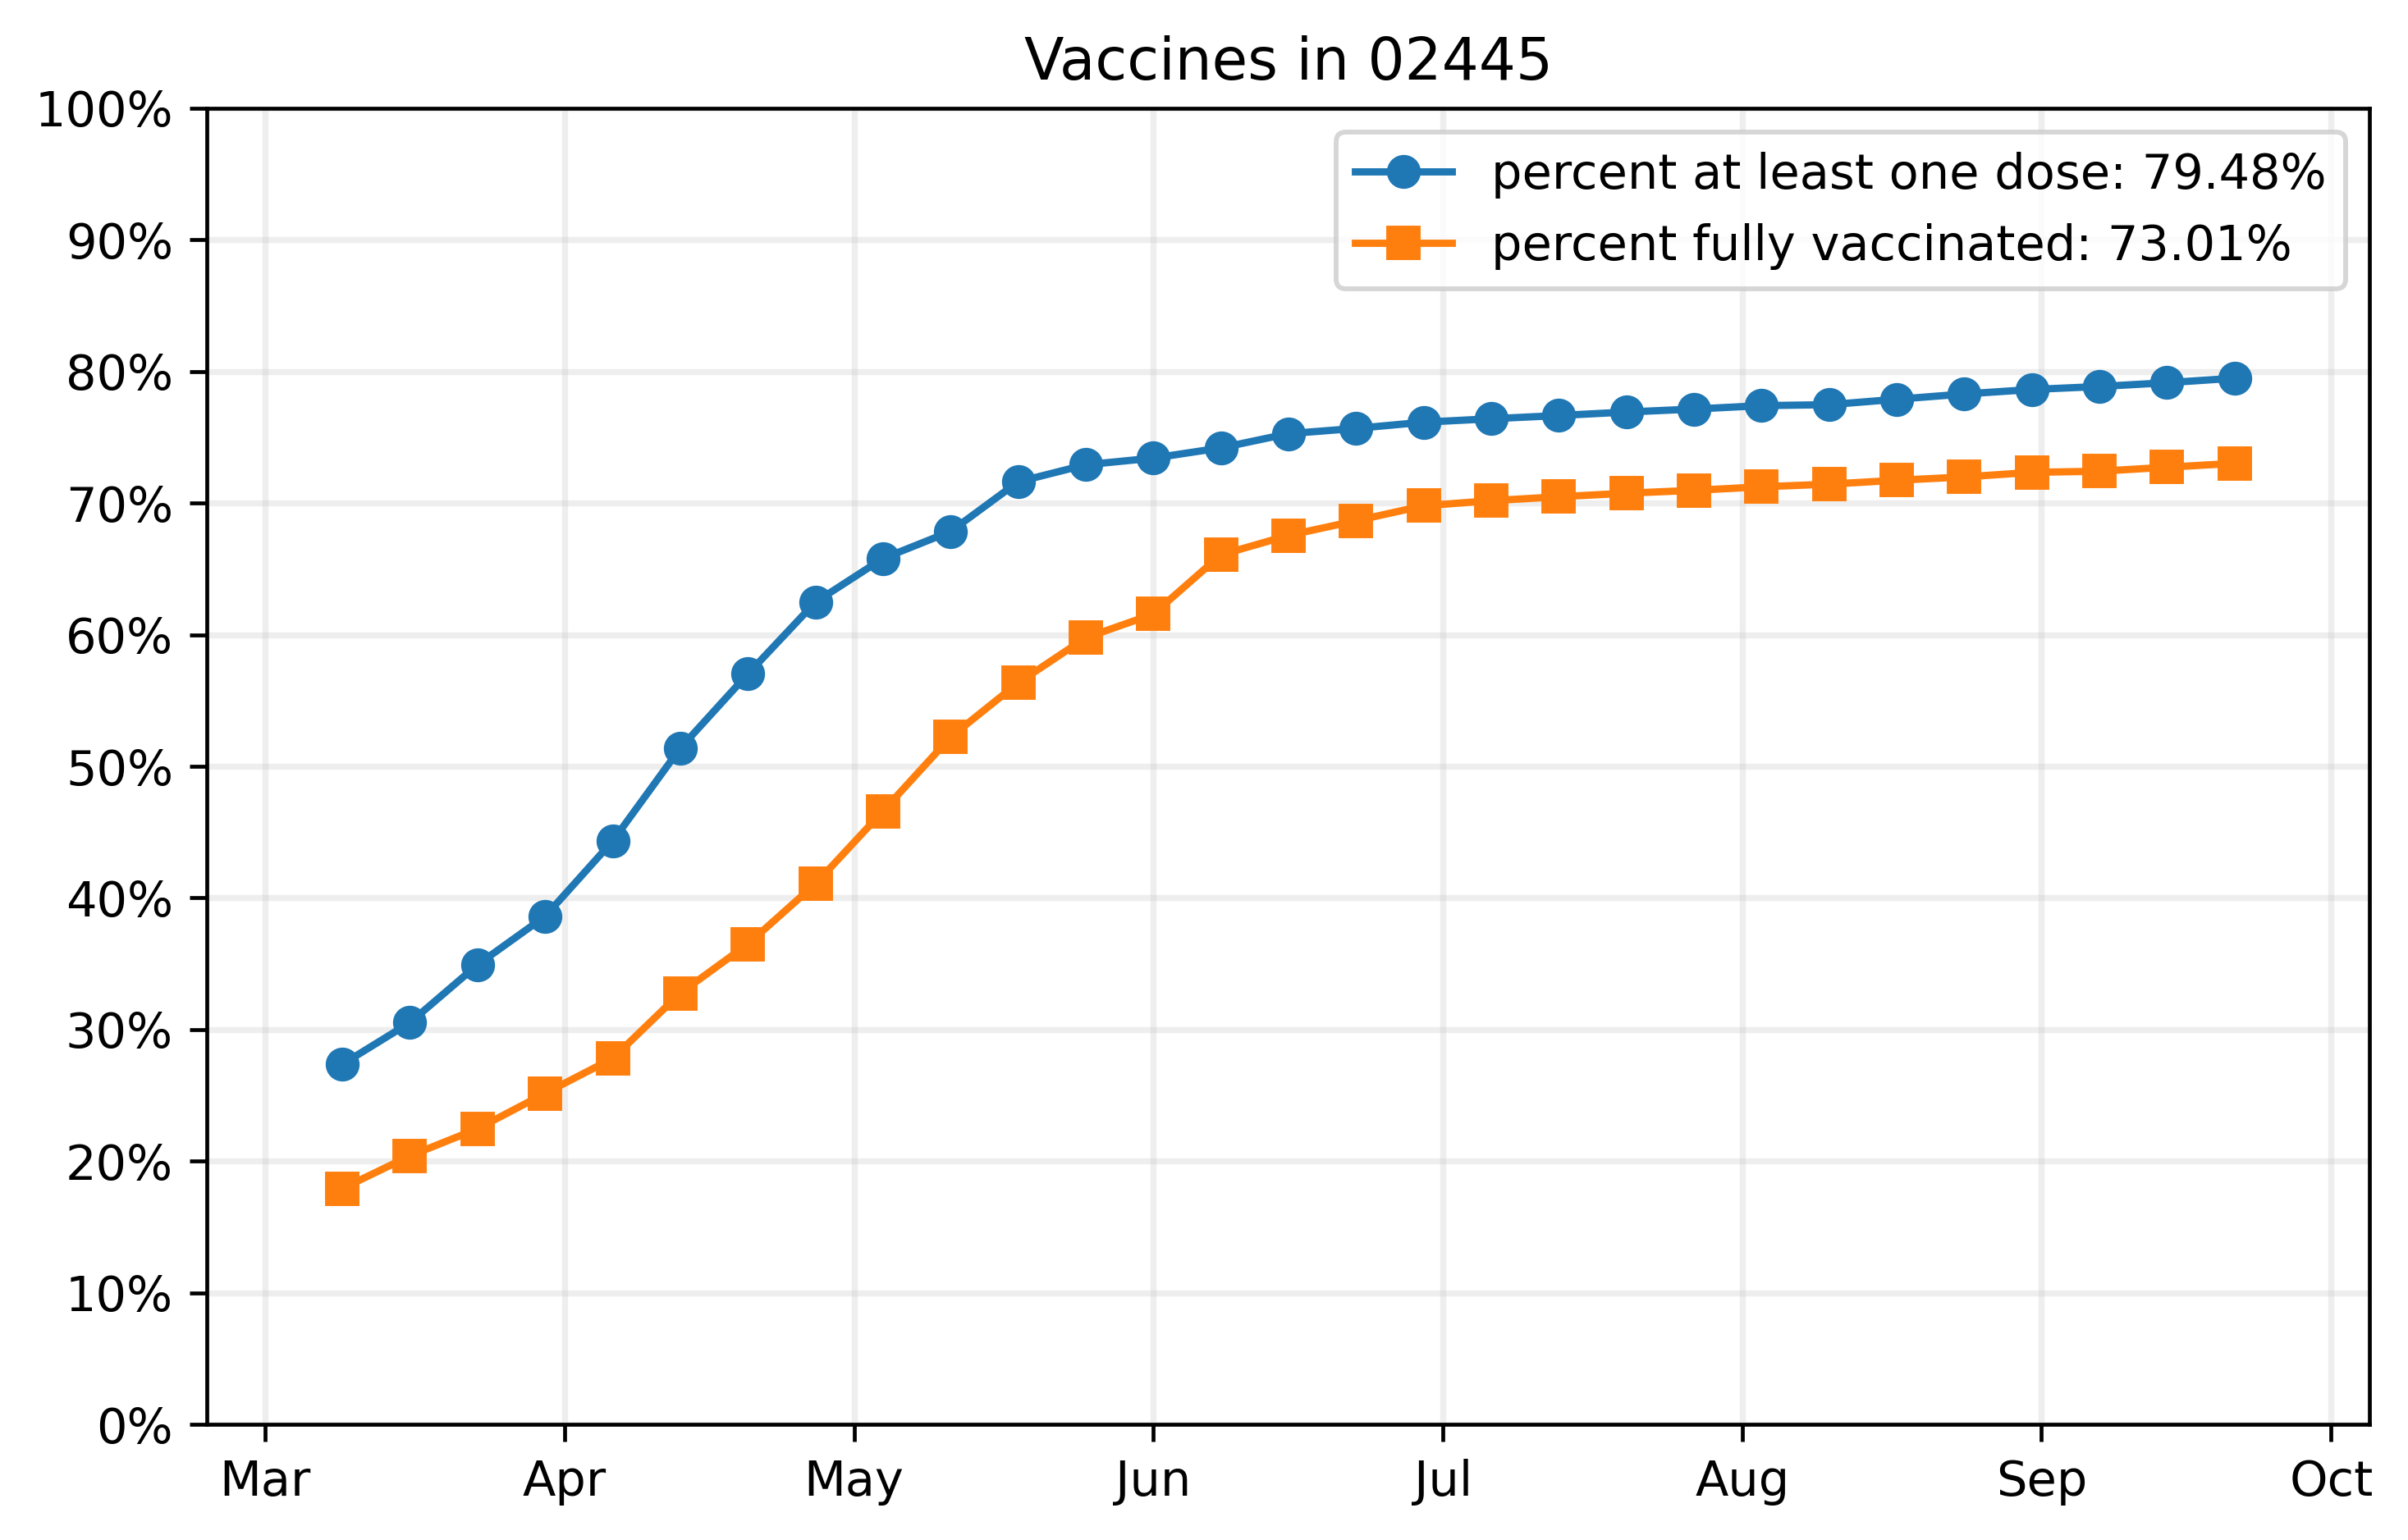 Vaccines in 02445
percent at least one dose: 79.48%
percent fully vaccinated: 73.01%
100%
90%
80%
70%
60%
50%
40%
30%
20%
10%
0%
Mar Apr May Jun Jul Aug Sep Oct